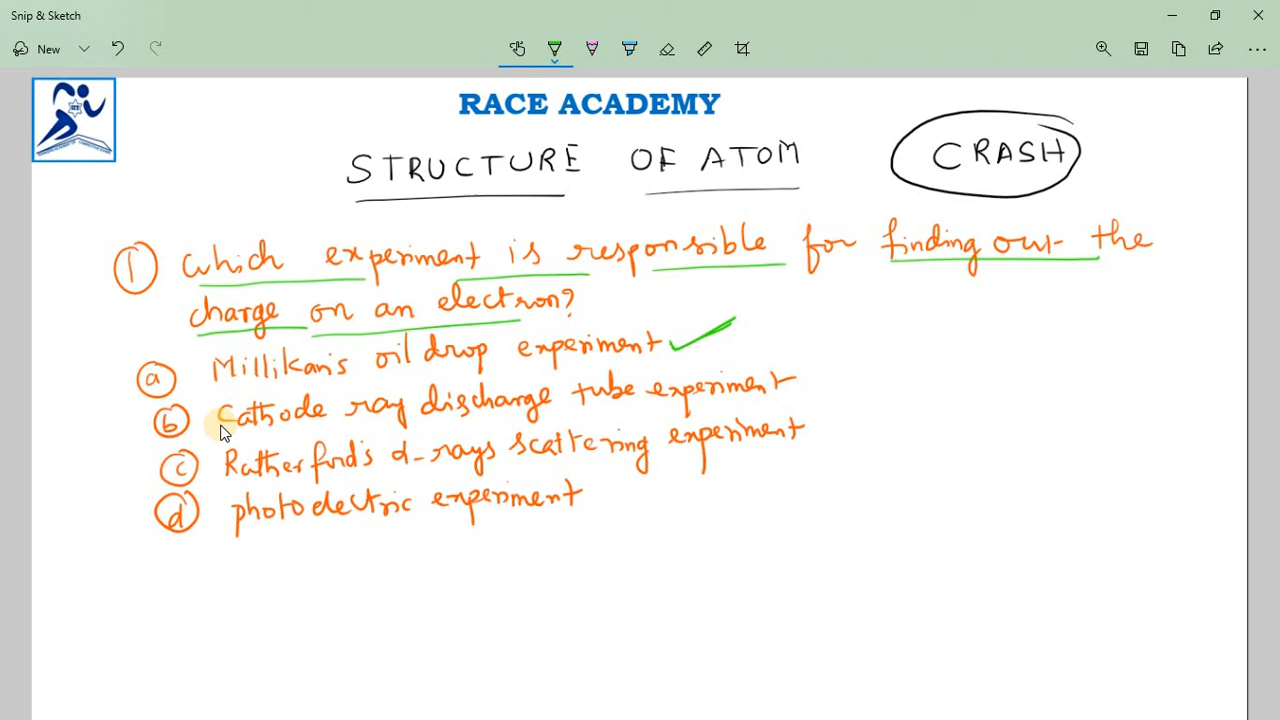 Snip & Sketch
New
RACE ACADEMY
STRUCTURE OF ATOM CRASH
① Which experiment is responsible for finding out the
charge on an electron?
ⓐ Millikan's oil drop experiment ✓
ⓑ Cathode ray discharge tube experiment
ⓒ Ratherford's α-rays scattering experiment
ⓓ photoelectric experiment